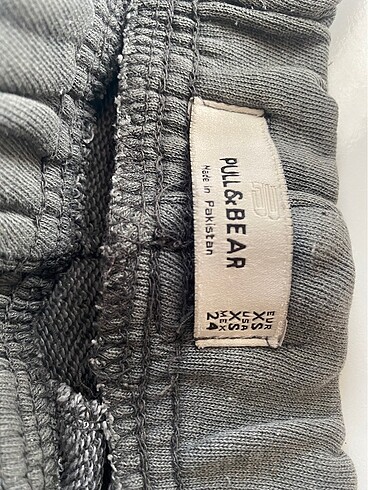 PULL&BEAR
Made in Pakistan
EUR XS
USA XS
MEX 24